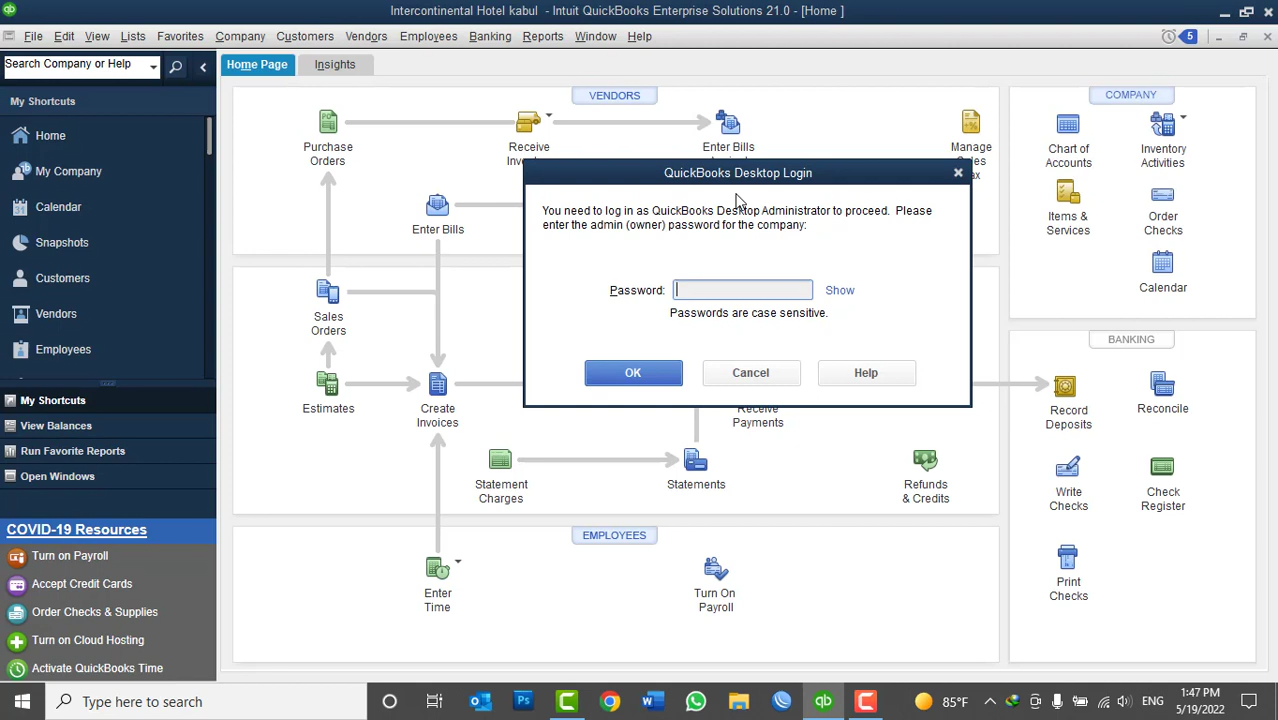 Intercontinental Hotel kabul - Intuit QuickBooks Enterprise Solutions 21.0 - [Home ]
File Edit View Lists Favorites Company Customers Vendors Employees Banking Reports Window Help
5
Search Company or Help
Home Page
Insights
My Shortcuts
Home
My Company
Calendar
Snapshots
Customers
Vendors
Employees
My Shortcuts
View Balances
Run Favorite Reports
Open Windows
COVID-19 Resources
Turn on Payroll
Accept Credit Cards
Order Checks & Supplies
Turn on Cloud Hosting
Activate QuickBooks Time
VENDORS
Purchase
Orders
Receive
Enter Bills
Manage
Enter Bills
Sales
Orders
Estimates
Create
Invoices
Receive
Payments
Statement
Charges
Statements
Refunds
& Credits
EMPLOYEES
Enter
Time
Turn On
Payroll
COMPANY
Chart of
Accounts
Inventory
Activities
Items &
Services
Order
Checks
Calendar
BANKING
Record
Deposits
Reconcile
Write
Checks
Check
Register
Print
Checks
QuickBooks Desktop Login
You need to log in as QuickBooks Desktop Administrator to proceed. Please
enter the admin (owner) password for the company:
Password:
Show
Passwords are case sensitive.
OK
Cancel
Help
Type here to search
85°F
ENG
1:47 PM
5/19/2022